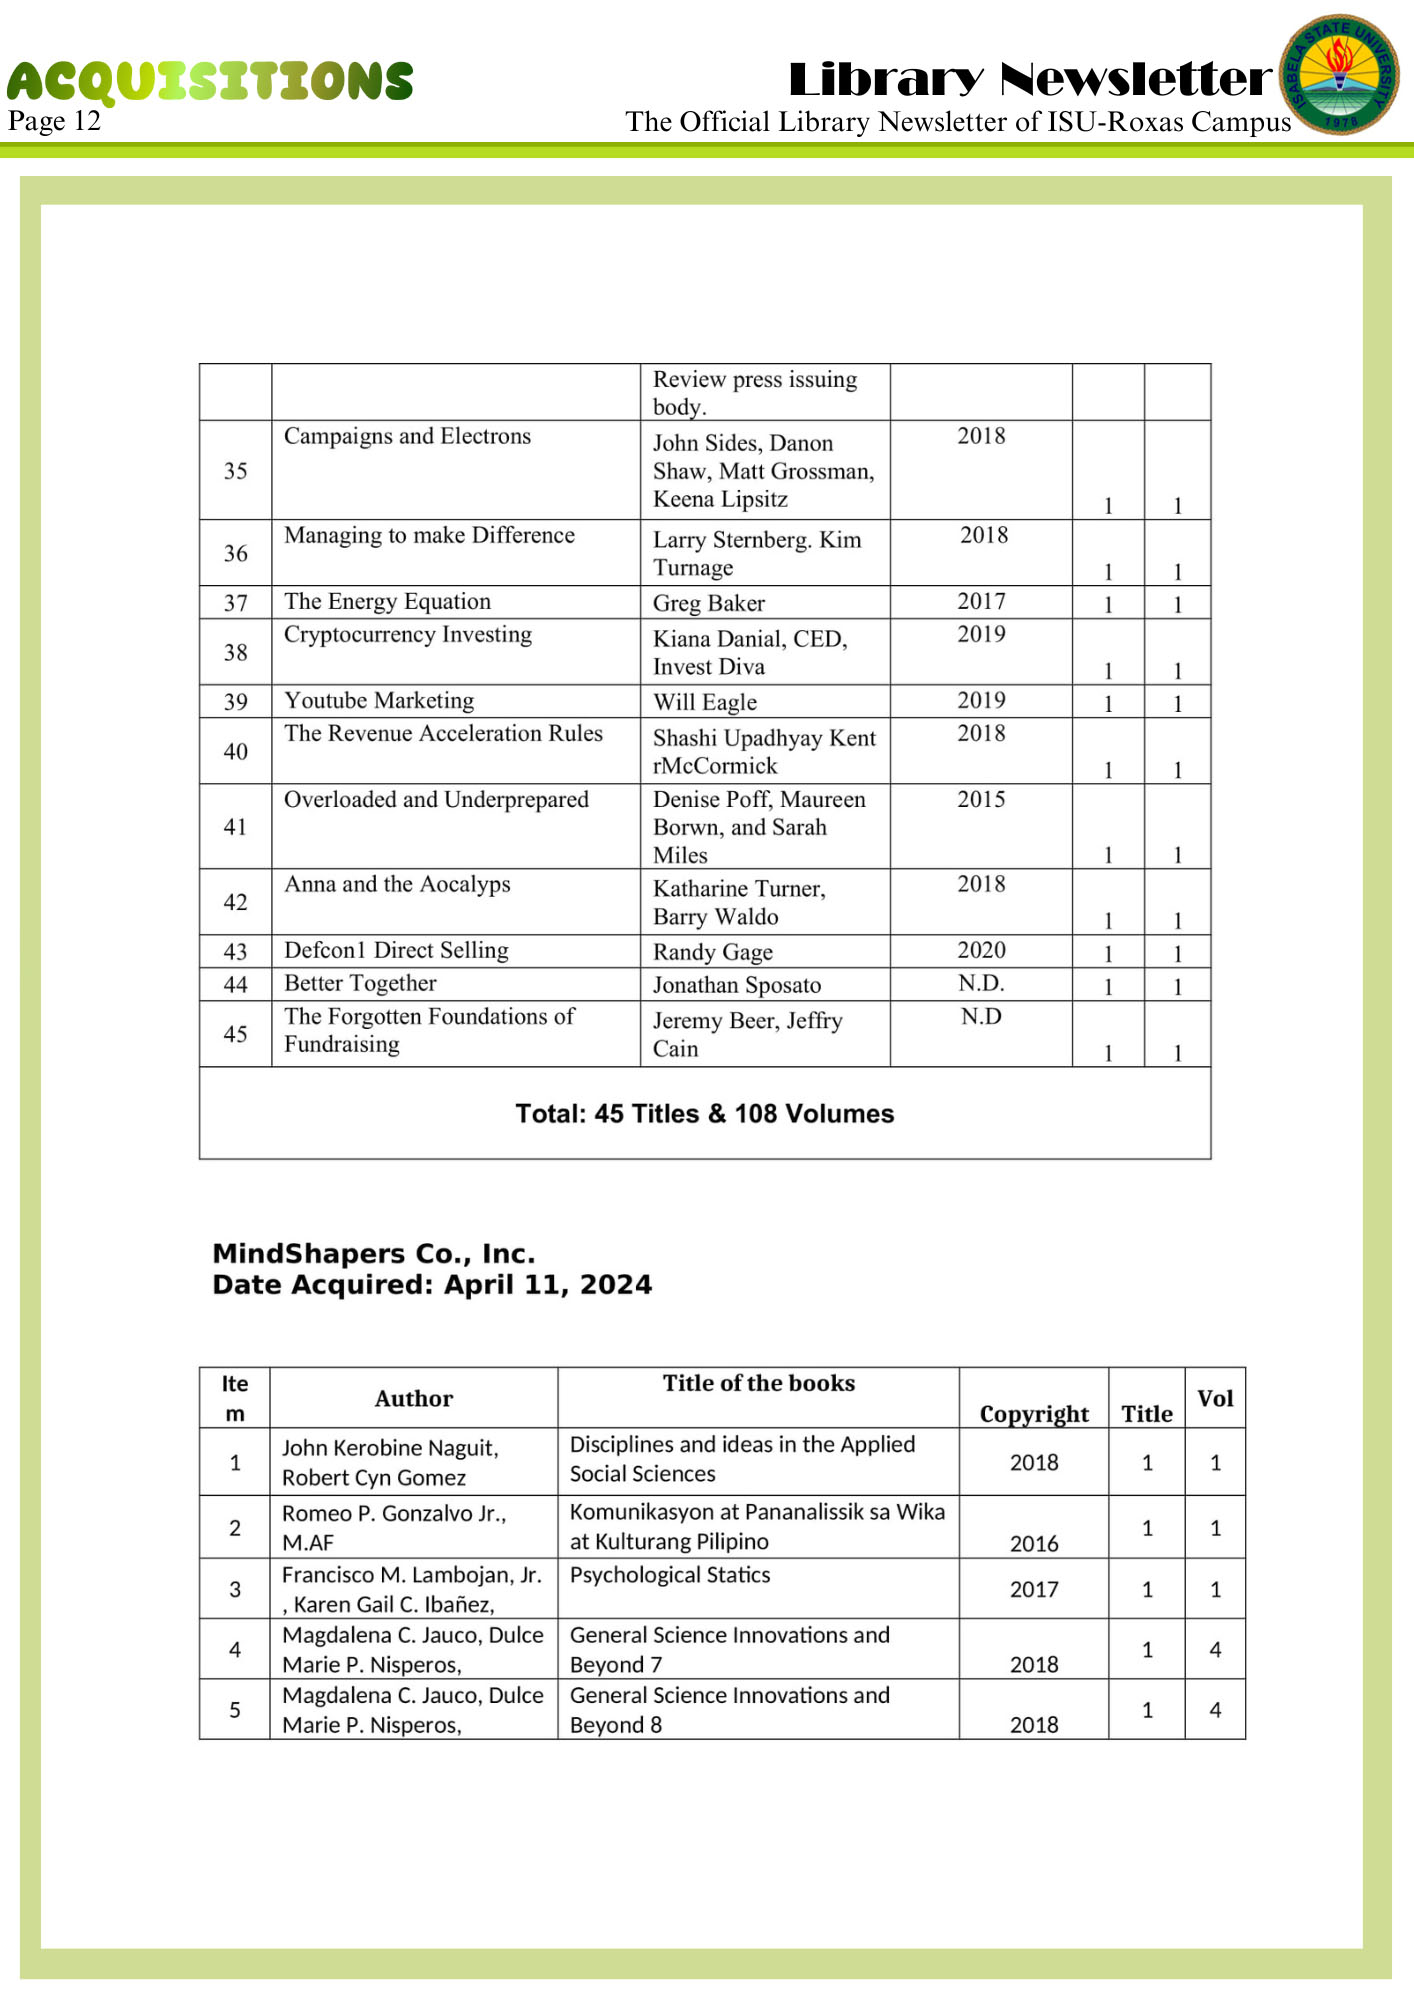 ACQUISITIONS
Library Newsletter
Page 12
The Official Library Newsletter of ISU-Roxas Campus
ISABELA STATE UNIVERSITY
1978
Review press issuing
body.
35 Campaigns and Electrons John Sides, Danon 2018
Shaw, Matt Grossman,
Keena Lipsitz 1 1
36 Managing to make Difference Larry Sternberg. Kim 2018
Turnage 1 1
37 The Energy Equation Greg Baker 2017 1 1
38 Cryptocurrency Investing Kiana Danial, CED, 2019
Invest Diva 1 1
39 Youtube Marketing Will Eagle 2019 1 1
40 The Revenue Acceleration Rules Shashi Upadhyay Kent 2018
rMcCormick 1 1
41 Overloaded and Underprepared Denise Poff, Maureen 2015
Borwn, and Sarah
Miles 1 1
42 Anna and the Aocalyps Katharine Turner, 2018
Barry Waldo 1 1
43 Defcon1 Direct Selling Randy Gage 2020 1 1
44 Better Together Jonathan Sposato N.D. 1 1
45 The Forgotten Foundations of Jeremy Beer, Jeffry N.D
Fundraising Cain 1 1
Total: 45 Titles & 108 Volumes
MindShapers Co., Inc.
Date Acquired: April 11, 2024
Ite Author Title of the books Copyright Title Vol
m
1 John Kerobine Naguit, Disciplines and ideas in the Applied 2018 1 1
Robert Cyn Gomez Social Sciences
2 Romeo P. Gonzalvo Jr., Komunikasyon at Pananalissik sa Wika 1 1
M.AF at Kulturang Pilipino 2016
3 Francisco M. Lambojan, Jr. Psychological Statics 2017 1 1
, Karen Gail C. Ibañez,
4 Magdalena C. Jauco, Dulce General Science Innovations and 1 4
Marie P. Nisperos, Beyond 7 2018
5 Magdalena C. Jauco, Dulce General Science Innovations and 1 4
Marie P. Nisperos, Beyond 8 2018